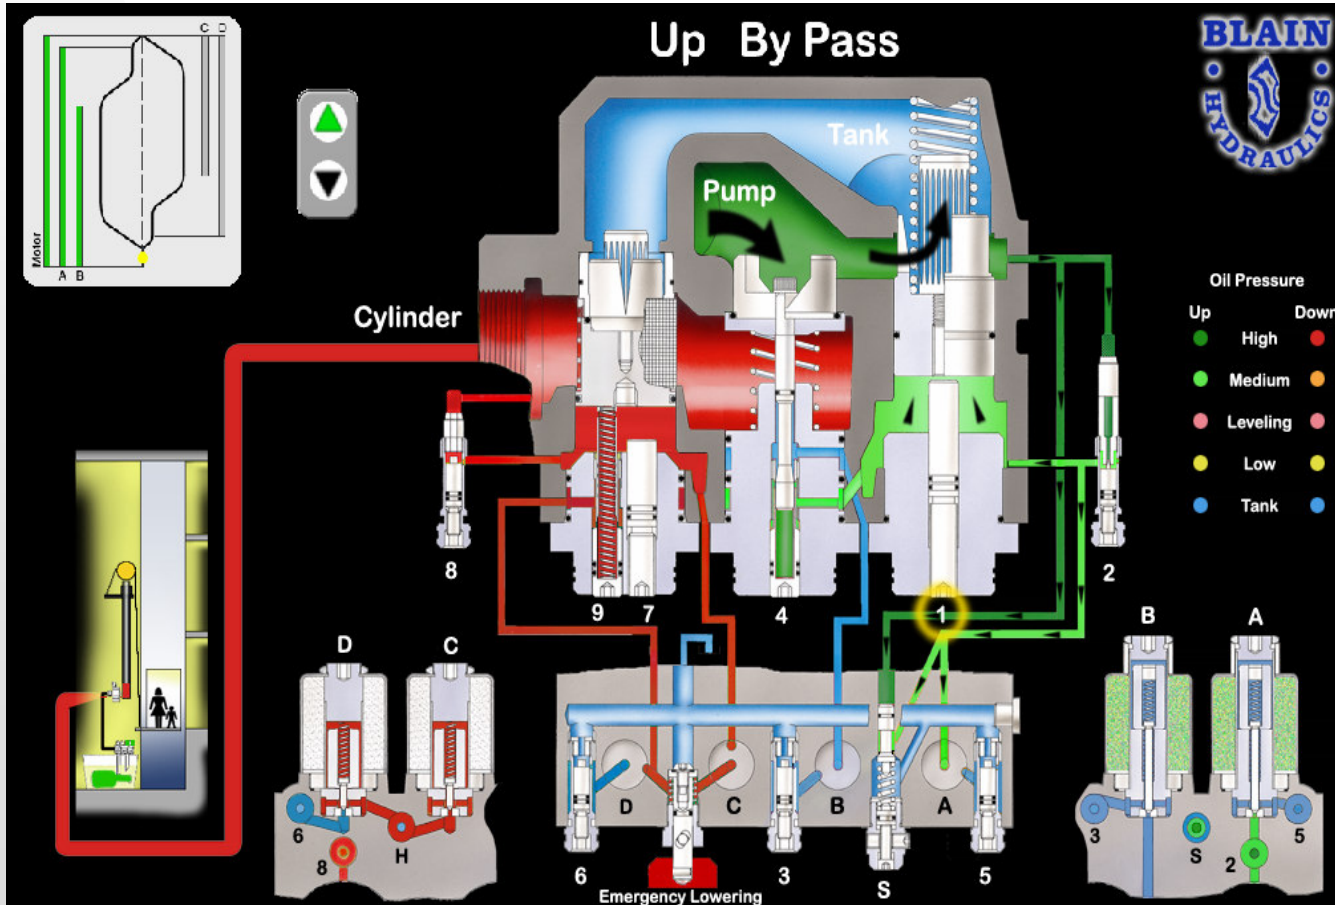 Up By Pass
BLAIN
• HYDRAULICS •
C D
Motor
A B
Tank
Pump
Cylinder
Oil Pressure
Up Down
High
Medium
Leveling
Low
Tank
8
9 7
4
1
2
D C
6
H
8
D C B A
6
3
S
5
Emergency Lowering
B A
3
S
5
2